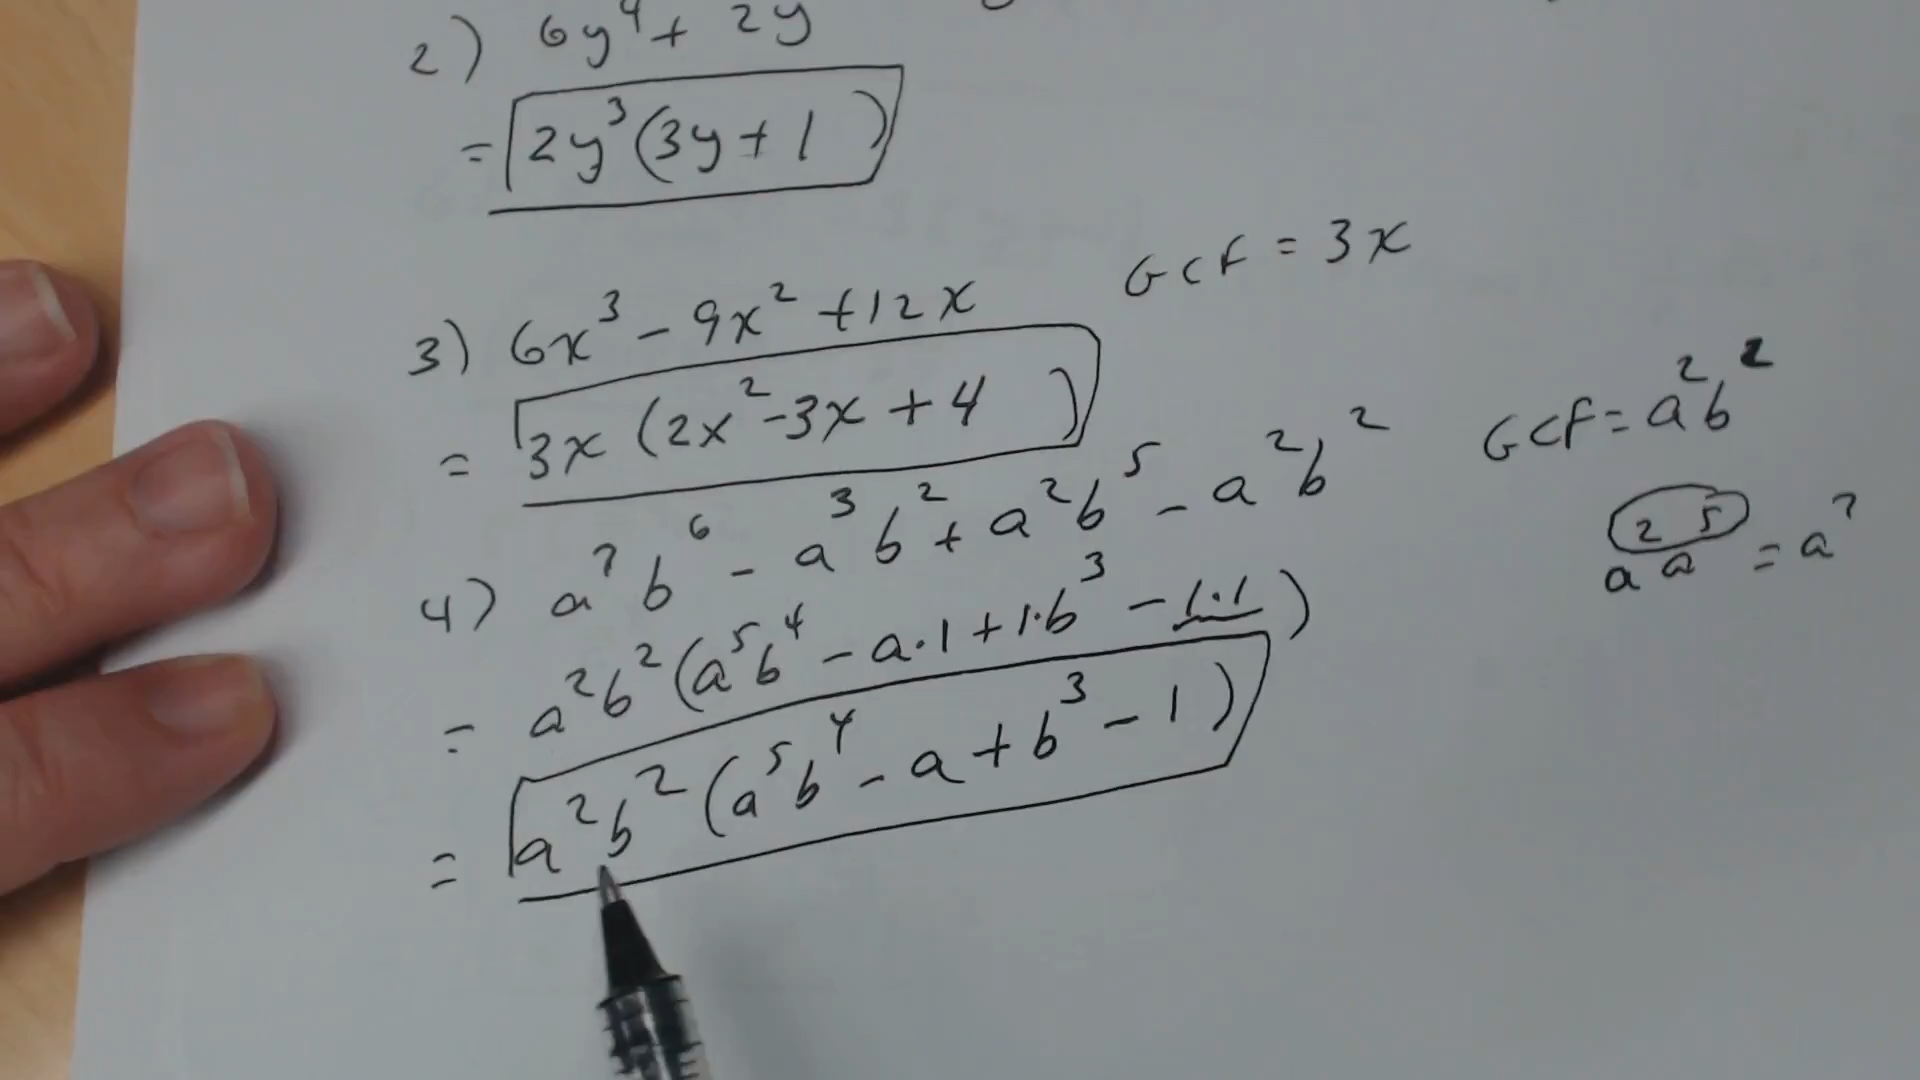 2) 6y⁴ + 2y
= 2y³(3y + 1)
3) 6x³ - 9x² + 12x
GCF = 3x
= 3x (2x² - 3x + 4)
4) a⁷b⁶ - a³b² + a²b⁵ - a²b²
GCF = a²b²
a²a⁵ = a⁷
= a²b²(a⁵b⁴ - a·1 + 1·b³ - 1·1)
= a²b²(a⁵b⁴ - a + b³ - 1)